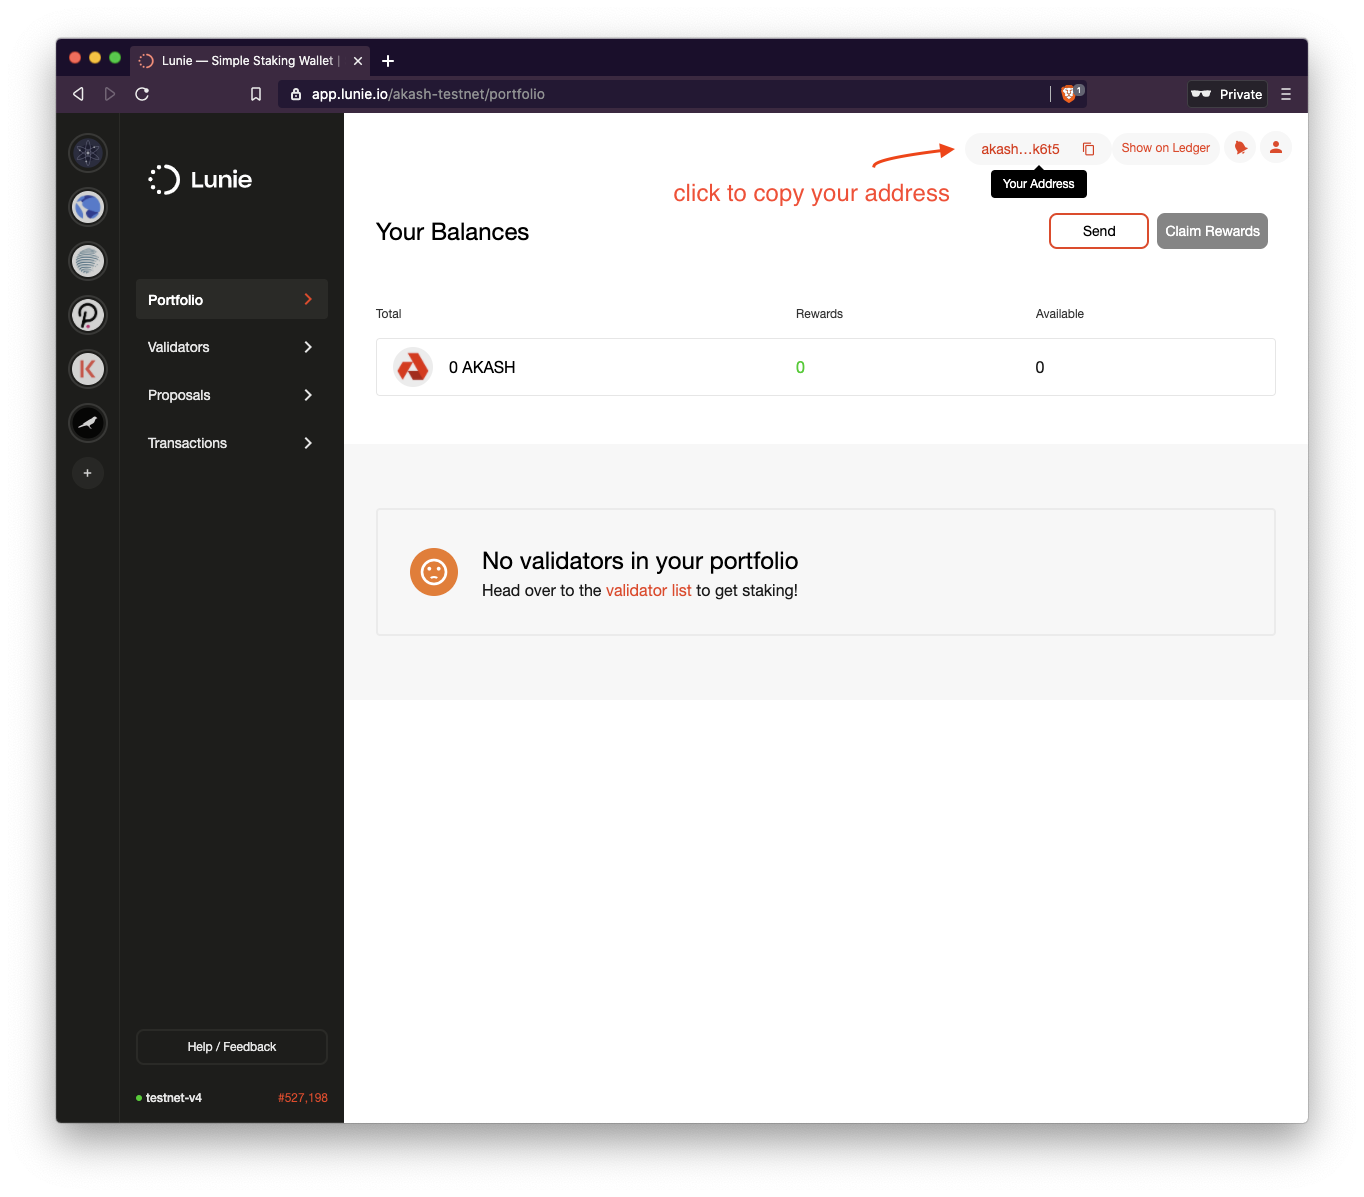 Lunie — Simple Staking Wallet |
app.lunie.io/akash-testnet/portfolio
1
Private
Lunie
Portfolio
Validators
Proposals
Transactions
+
Help / Feedback
testnet-v4
#527,198
akash...k6t5
Show on Ledger
Your Address
click to copy your address
Your Balances
Send
Claim Rewards
Total
Rewards
Available
0 AKASH
0
0
No validators in your portfolio
Head over to the validator list to get staking!